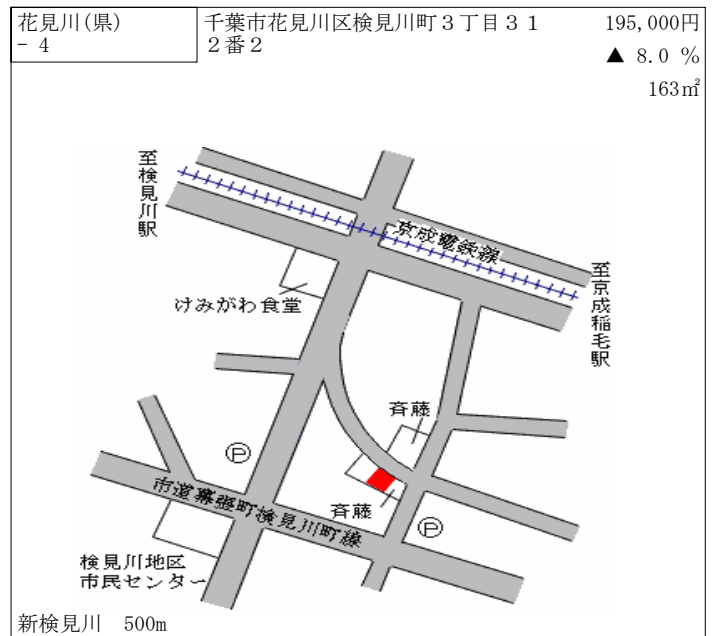 花見川(県)
- 4
千葉市花見川区検見川町３丁目３１
２番２
195,000円
▲ 8.0 %
163㎡
至検見川駅
京成電鉄線
至京成稲毛駅
けみがわ食堂
斉藤
Ⓟ
斉藤
Ⓟ
市道幕張町検見川町線
検見川地区
市民センター
新検見川　500m